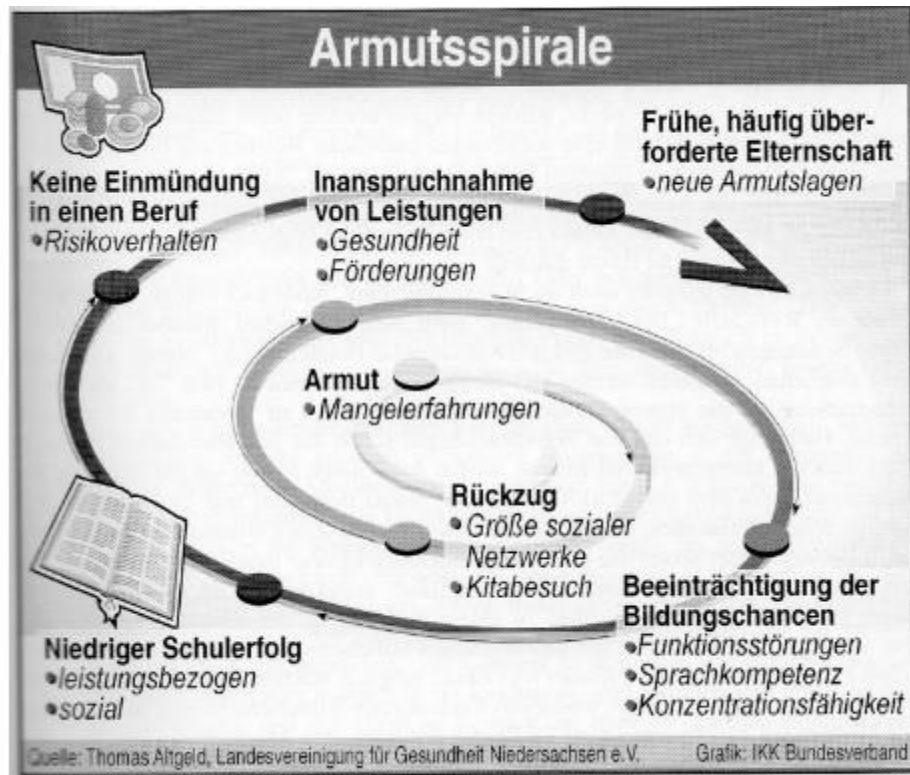 Armutsspirale
Frühe, häufig über-
forderte Elternschaft
neue Armutslagen
Keine Einmündung
in einen Beruf
Risikoverhalten
Inanspruchnahme
von Leistungen
Gesundheit
Förderungen
Armut
Mangelerfahrungen
Rückzug
Größe sozialer
Netzwerke
Kitabesuch
Beeinträchtigung der
Bildungschancen
Funktionsstörungen
Sprachkompetenz
Konzentrationsfähigkeit
Niedriger Schulerfolg
leistungsbezogen
sozial
Quelle: Thomas Altgeld, Landesvereinigung für Gesundheit Niedersachsen e.V.
Grafik: IKK Bundesverband